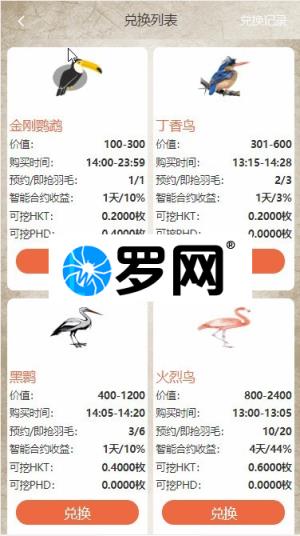 兑换列表 兑换记录
金刚鹦鹉
价值: 100-300
购买时间: 14:00-23:59
预约/即抢羽毛: 1/1
智能合约收益: 1天/10%
可挖HKT: 0.2000枚
可挖PHD: 0.4000枚
丁香鸟
价值: 301-600
购买时间: 13:15-14:28
预约/即抢羽毛: 2/3
智能合约收益: 1天/3%
可挖HKT: 0.2000枚
可挖PHD: 0.0000枚
罗网®
黑鹳
价值: 400-1200
购买时间: 14:05-14:20
预约/即抢羽毛: 3/6
智能合约收益: 1天/10%
可挖HKT: 0.4000枚
可挖PHD: 0.0000枚
兑换
火烈鸟
价值: 800-2400
购买时间: 13:00-13:05
预约/即抢羽毛: 10/20
智能合约收益: 4天/44%
可挖HKT: 0.6000枚
可挖PHD: 0.0000枚
兑换